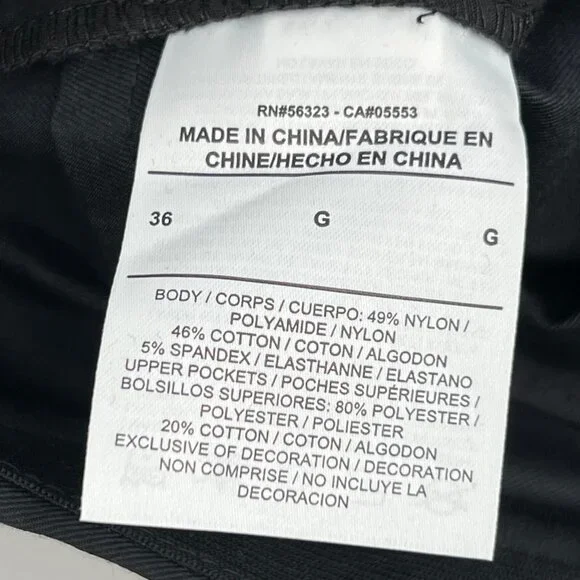 RN#56323 - CA#05553
MADE IN CHINA/FABRIQUE EN
CHINE/HECHO EN CHINA
36 G G
BODY / CORPS / CUERPO: 49% NYLON /
POLYAMIDE / NYLON
46% COTTON / COTON / ALGODON
5% SPANDEX / ELASTHANNE / ELASTANO
UPPER POCKETS / POCHES SUPÉRIEURES /
BOLSILLOS SUPERIORES: 80% POLYESTER /
POLYESTER / POLIESTER
20% COTTON / COTON / ALGODON
EXCLUSIVE OF DECORATION / DECORATION
NON COMPRISE / NO INCLUYE LA
DECORACION